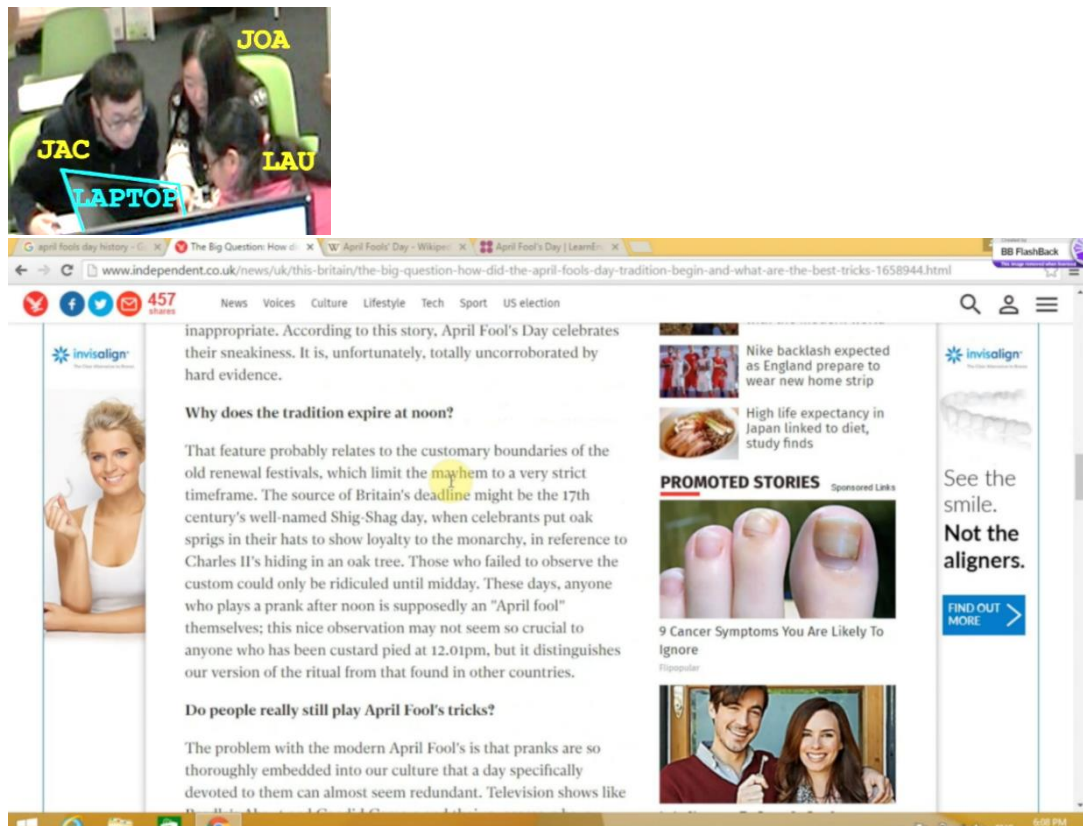 JOA
JAC
LAU
LAPTOP
april fools day history - G
The Big Question: How di
April Fools' Day - Wikiped
April Fool's Day | LearnEn
BB FlashBack
www.independent.co.uk/news/uk/this-britain/the-big-question-how-did-the-april-fools-day-tradition-begin-and-what-are-the-best-tricks-1658944.html
457
shares
News Voices Culture Lifestyle Tech Sport US election
inappropriate. According to this story, April Fool's Day celebrates
their sneakiness. It is, unfortunately, totally uncorroborated by
hard evidence.
Why does the tradition expire at noon?
That feature probably relates to the customary boundaries of the
old renewal festivals, which limit the mayhem to a very strict
timeframe. The source of Britain's deadline might be the 17th
century's well-named Shig-Shag day, when celebrants put oak
sprigs in their hats to show loyalty to the monarchy, in reference to
Charles II's hiding in an oak tree. Those who failed to observe the
custom could only be ridiculed until midday. These days, anyone
who plays a prank after noon is supposedly an "April fool"
themselves; this nice observation may not seem so crucial to
anyone who has been custard pied at 12.01pm, but it distinguishes
our version of the ritual from that found in other countries.
Do people really still play April Fool's tricks?
The problem with the modern April Fool's is that pranks are so
thoroughly embedded into our culture that a day specifically
devoted to them can almost seem redundant. Television shows like
invisalign
Nike backlash expected
as England prepare to
wear new home strip
High life expectancy in
Japan linked to diet,
study finds
PROMOTED STORIES Sponsored Links
9 Cancer Symptoms You Are Likely To
Ignore
Flipopular
invisalign
See the
smile.
Not the
aligners.
FIND OUT
MORE
6:08 PM